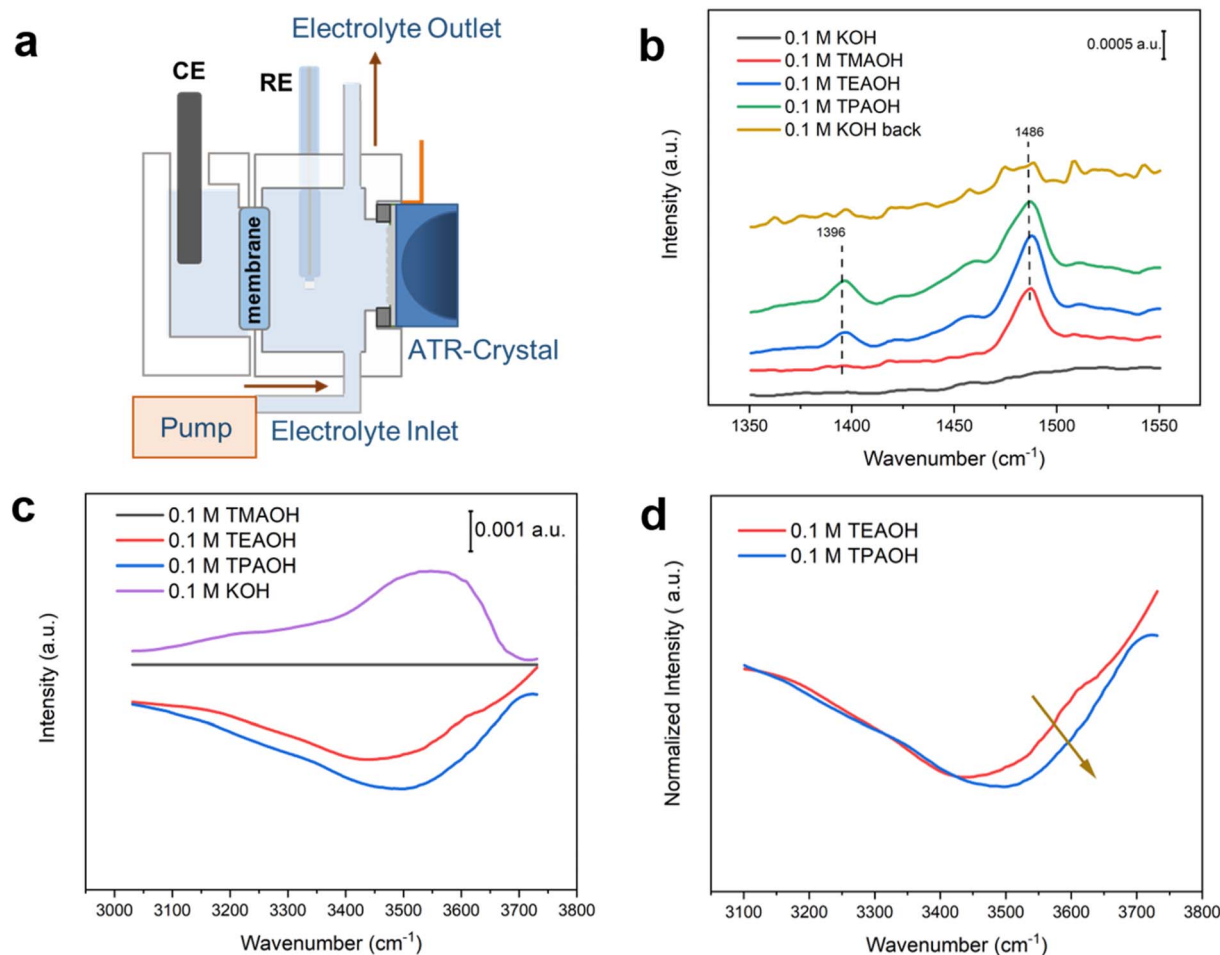 a
Electrolyte Outlet
CE
RE
membrane
ATR-Crystal
Pump
Electrolyte Inlet
b
0.1 M KOH
0.1 M TMAOH
0.1 M TEAOH
0.1 M TPAOH
0.1 M KOH back
0.0005 a.u.
1486
1396
Intensity (a.u.)
1350 1400 1450 1500 1550
Wavenumber (cm⁻¹)
c
0.1 M TMAOH
0.1 M TEAOH
0.1 M TPAOH
0.1 M KOH
0.001 a.u.
Intensity (a.u.)
3000 3100 3200 3300 3400 3500 3600 3700 3800
Wavenumber (cm⁻¹)
d
0.1 M TEAOH
0.1 M TPAOH
Normalized Intensity ( a.u.)
3100 3200 3300 3400 3500 3600 3700 3800
Wavenumber (cm⁻¹)